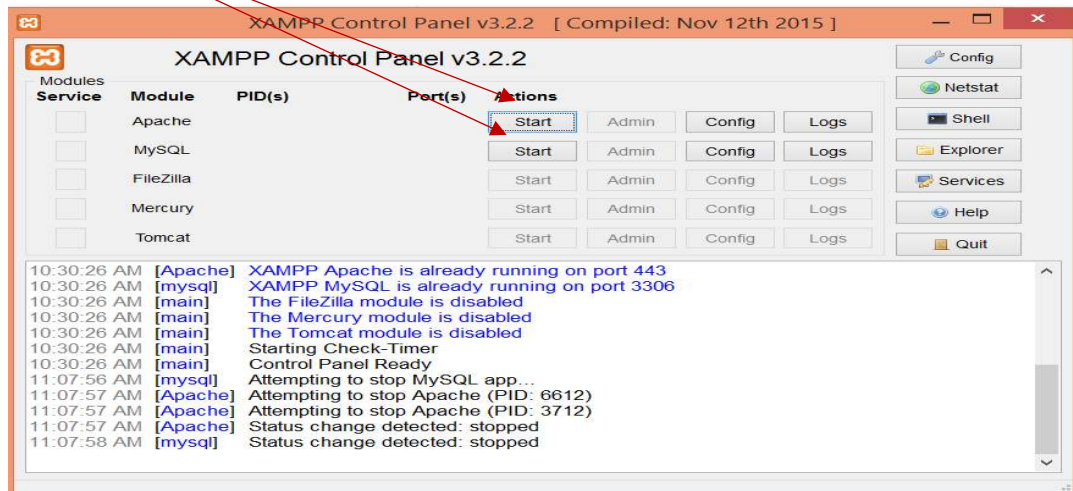 XAMPP Control Panel v3.2.2 [ Compiled: Nov 12th 2015 ]
XAMPP Control Panel v3.2.2
Config
Modules
Service Module PID(s) Port(s) Actions
Netstat
Apache Start Admin Config Logs
Shell
MySQL Start Admin Config Logs
Explorer
FileZilla Start Admin Config Logs
Services
Mercury Start Admin Config Logs
Help
Tomcat Start Admin Config Logs
Quit
10:30:26 AM [Apache] XAMPP Apache is already running on port 443
10:30:26 AM [mysql] XAMPP MySQL is already running on port 3306
10:30:26 AM [main] The FileZilla module is disabled
10:30:26 AM [main] The Mercury module is disabled
10:30:26 AM [main] The Tomcat module is disabled
10:30:26 AM [main] Starting Check-Timer
10:30:26 AM [main] Control Panel Ready
11:07:56 AM [mysql] Attempting to stop MySQL app...
11:07:57 AM [Apache] Attempting to stop Apache (PID: 6612)
11:07:57 AM [Apache] Attempting to stop Apache (PID: 3712)
11:07:57 AM [Apache] Status change detected: stopped
11:07:58 AM [mysql] Status change detected: stopped